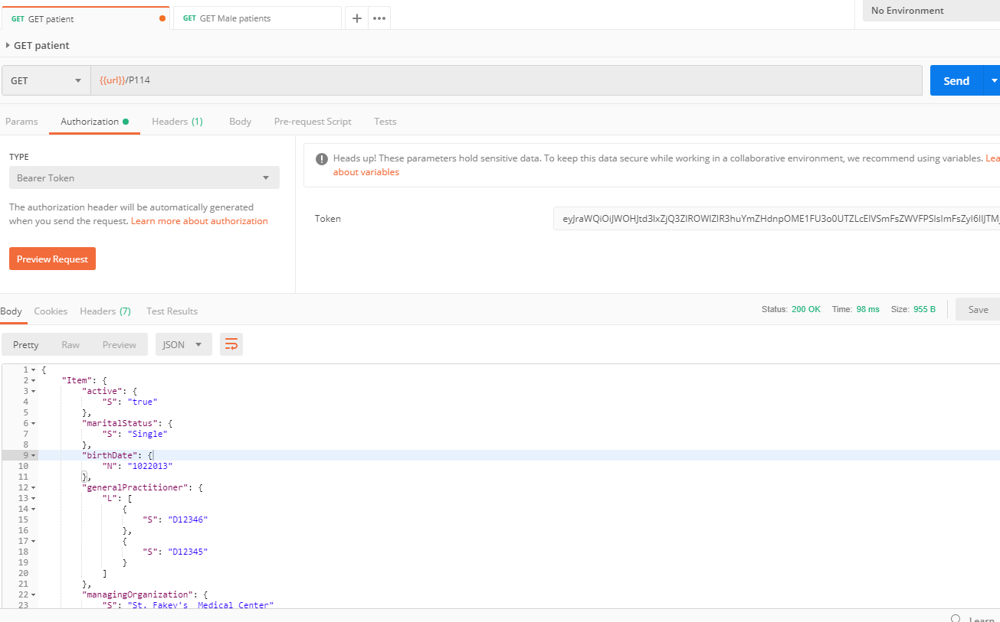 GET GET patient
GET GET Male patients
No Environment
GET patient
GET
{{url}}/P114
Send
Params Authorization Headers (1) Body Pre-request Script Tests
TYPE
Bearer Token
The authorization header will be automatically generated
when you send the request. Learn more about authorization
Preview Request
Heads up! These parameters hold sensitive data. To keep this data secure while working in a collaborative environment, we recommend using variables. Lea
about variables
Token
Body Cookies Headers (7) Test Results
Status: 200 OK Time: 98 ms Size: 955 B
Save
Pretty Raw Preview JSON
1 {
2 "Item": {
3 "active": {
4 "S": "true"
5 },
6 "maritalStatus": {
7 "S": "Single"
8 },
9 "birthDate": {
10 "N": "1022013"
11 },
12 "generalPractitioner": {
13 "L": [
14 {
15 "S": "D12346"
16 },
17 {
18 "S": "D12345"
19 }
20 ]
21 },
22 "managingOrganization": {
23 "S": "St. Fakey's  Medical Center"
Learn